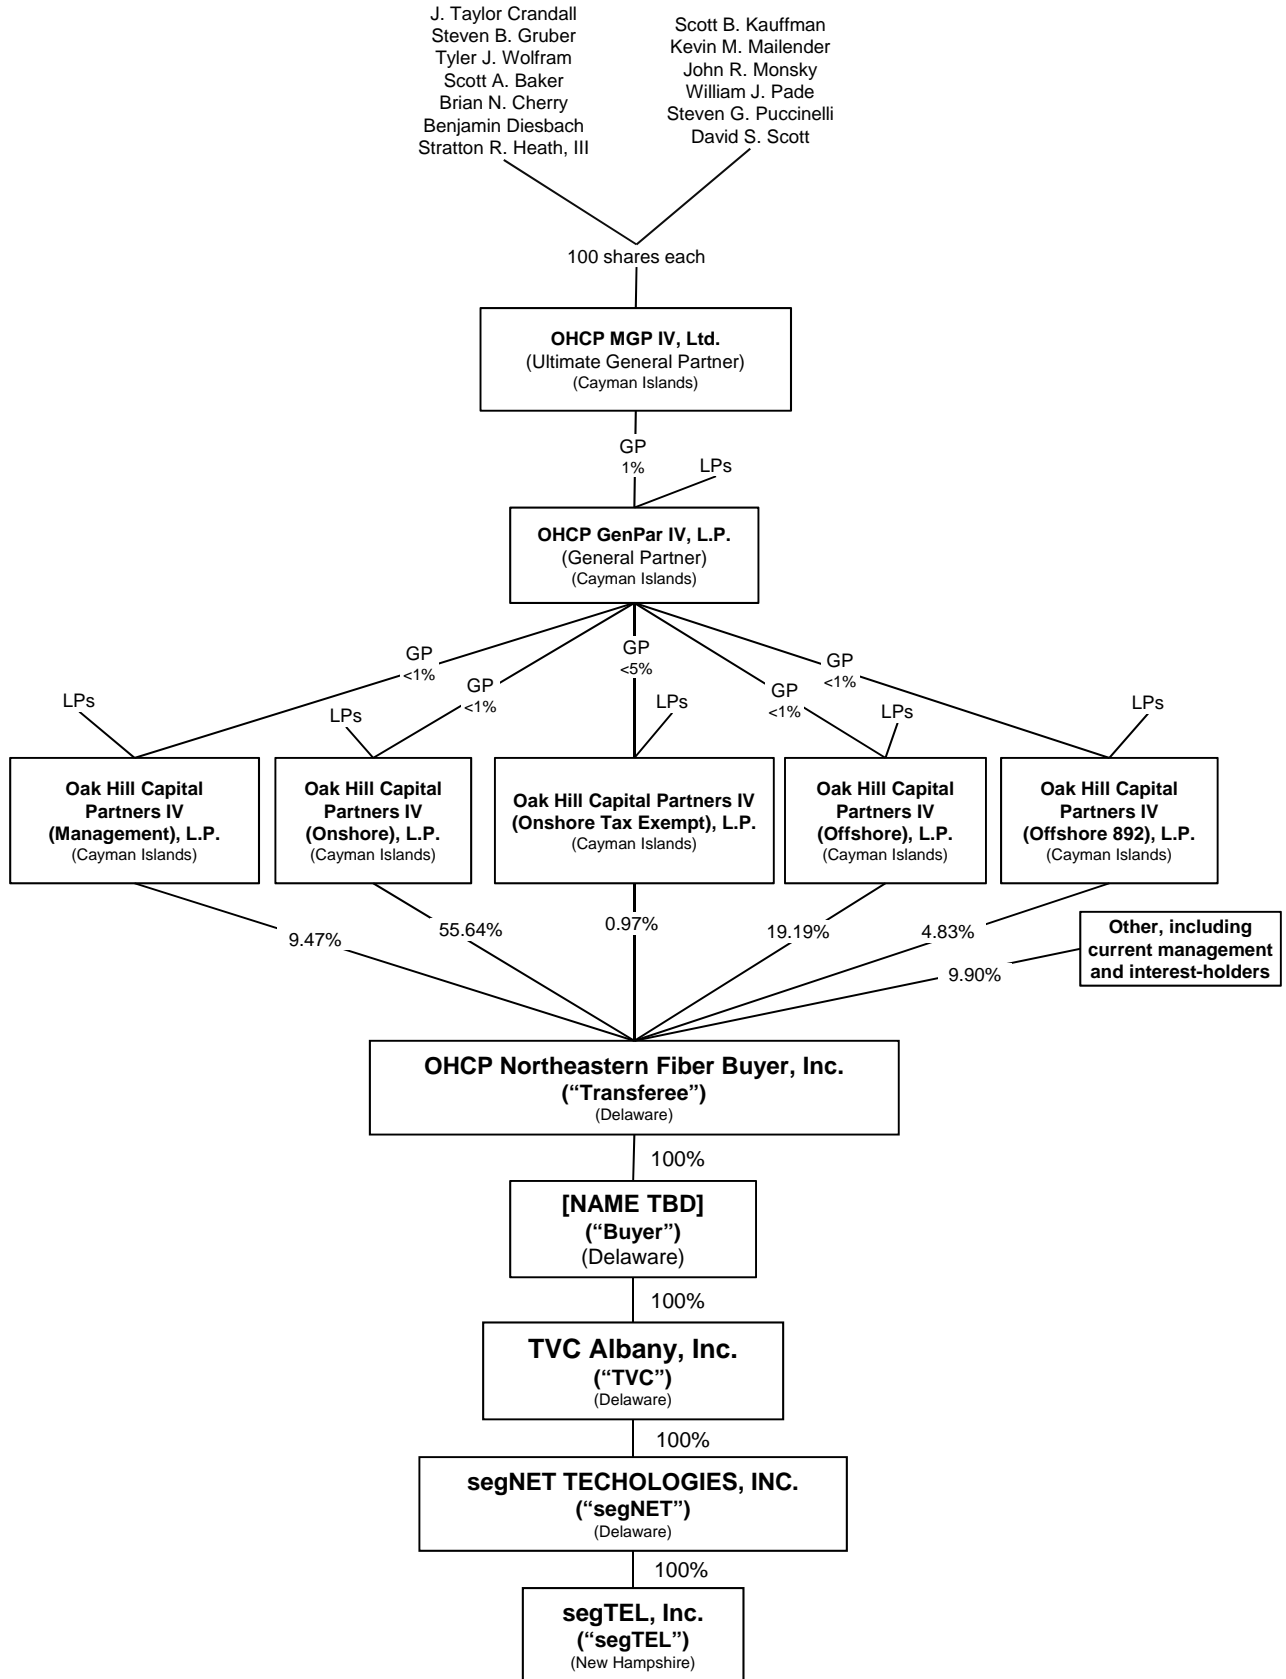 J. Taylor Crandall
Steven B. Gruber
Tyler J. Wolfram
Scott A. Baker
Brian N. Cherry
Benjamin Diesbach
Stratton R. Heath, III
Scott B. Kauffman
Kevin M. Mailender
John R. Monsky
William J. Pade
Steven G. Puccinelli
David S. Scott
100 shares each
OHCP MGP IV, Ltd.
(Ultimate General Partner)
(Cayman Islands)
GP
1%
LPs
OHCP GenPar IV, L.P.
(General Partner)
(Cayman Islands)
GP
<1%
GP
<1%
GP
<5%
GP
<1%
GP
<1%
LPs
LPs
LPs
LPs
LPs
Oak Hill Capital
Partners IV
(Management), L.P.
(Cayman Islands)
Oak Hill Capital
Partners IV
(Onshore), L.P.
(Cayman Islands)
Oak Hill Capital Partners IV
(Onshore Tax Exempt), L.P.
(Cayman Islands)
Oak Hill Capital
Partners IV
(Offshore), L.P.
(Cayman Islands)
Oak Hill Capital
Partners IV
(Offshore 892), L.P.
(Cayman Islands)
9.47%
55.64%
0.97%
19.19%
4.83%
9.90%
Other, including
current management
and interest-holders
OHCP Northeastern Fiber Buyer, Inc.
(“Transferee”)
(Delaware)
100%
[NAME TBD]
(“Buyer”)
(Delaware)
100%
TVC Albany, Inc.
(“TVC”)
(Delaware)
100%
segNET TECHOLOGIES, INC.
(“segNET”)
(Delaware)
100%
segTEL, Inc.
(“segTEL”)
(New Hampshire)